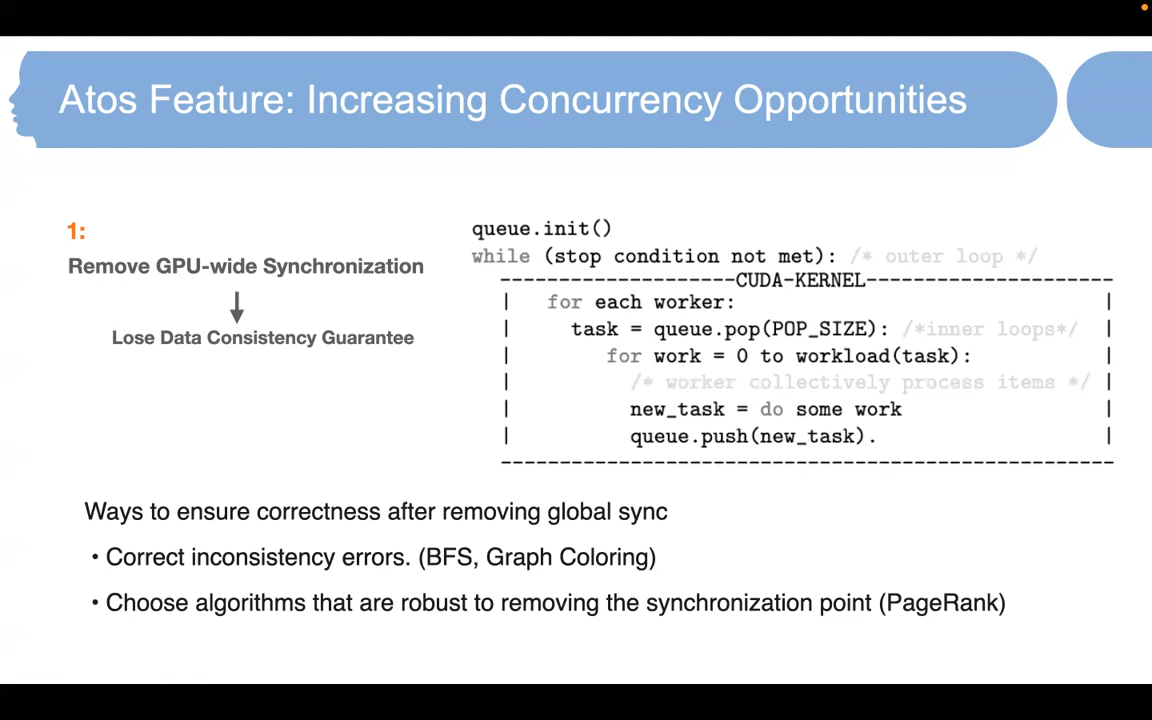 Atos Feature: Increasing Concurrency Opportunities
1:
Remove GPU-wide Synchronization
Lose Data Consistency Guarantee
queue.init()
while (stop condition not met): /* outer loop */
--------------------CUDA-KERNEL---------------------
| for each worker: |
| task = queue.pop(POP_SIZE): /*inner loops*/ |
| for work = 0 to workload(task): |
| /* worker collectively process items */ |
| new_task = do some work |
| queue.push(new_task). |
----------------------------------------------------
Ways to ensure correctness after removing global sync
• Correct inconsistency errors. (BFS, Graph Coloring)
• Choose algorithms that are robust to removing the synchronization point (PageRank)